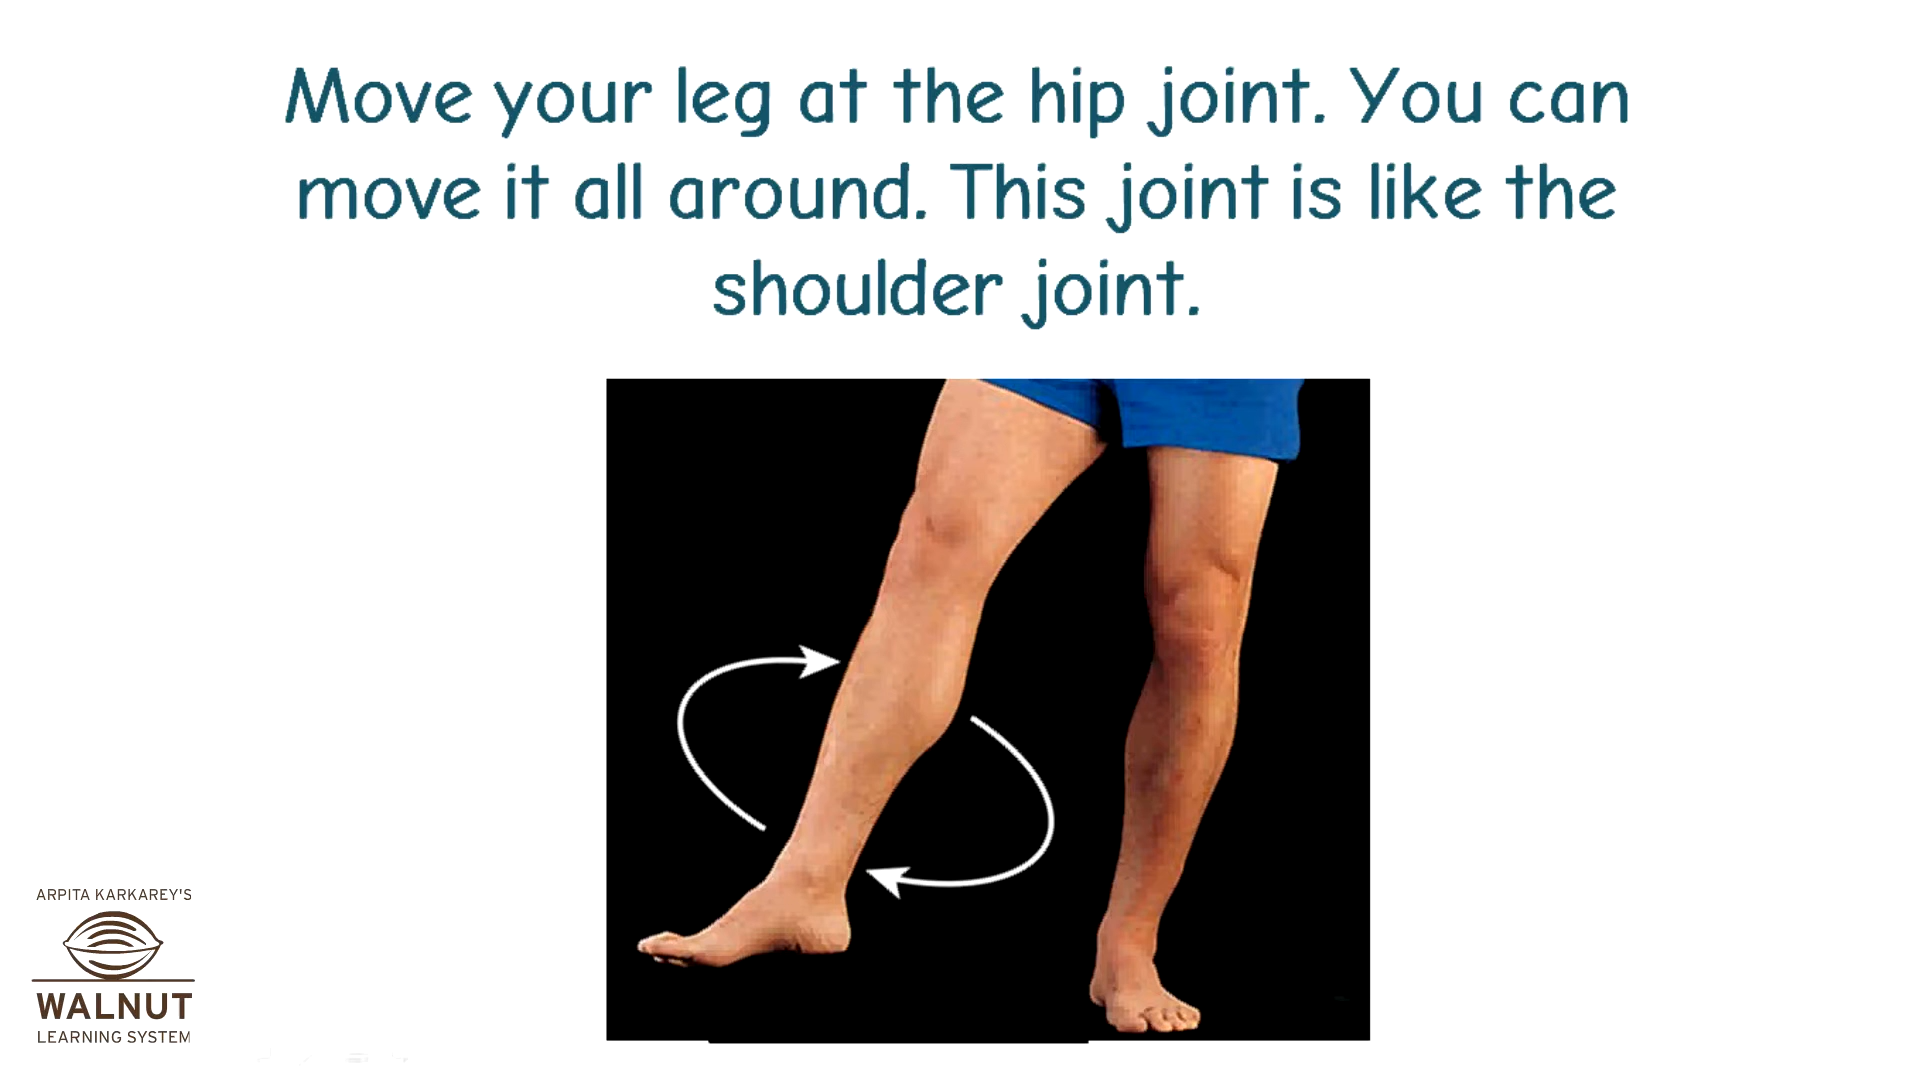 Move your leg at the hip joint. You can
move it all around. This joint is like the
shoulder joint.
ARPITA KARKAREY'S
WALNUT
LEARNING SYSTEM